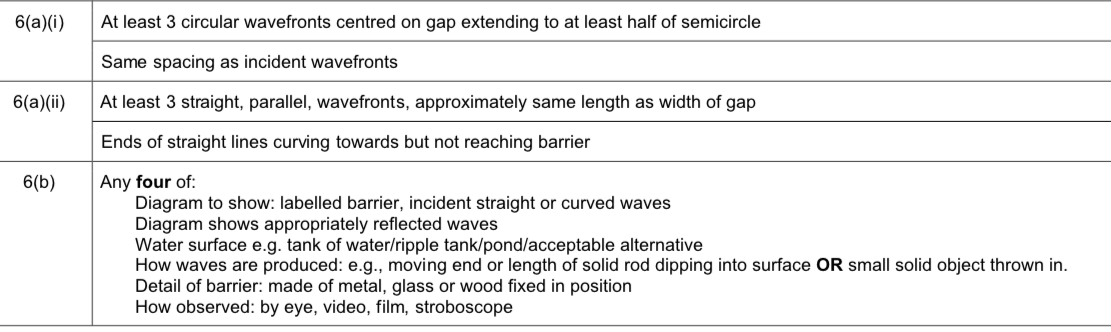 6(a)(i) At least 3 circular wavefronts centred on gap extending to at least half of semicircle
Same spacing as incident wavefronts
6(a)(ii) At least 3 straight, parallel, wavefronts, approximately same length as width of gap
Ends of straight lines curving towards but not reaching barrier
6(b) Any four of:
Diagram to show: labelled barrier, incident straight or curved waves
Diagram shows appropriately reflected waves
Water surface e.g. tank of water/ripple tank/pond/acceptable alternative
How waves are produced: e.g., moving end or length of solid rod dipping into surface OR small solid object thrown in.
Detail of barrier: made of metal, glass or wood fixed in position
How observed: by eye, video, film, stroboscope